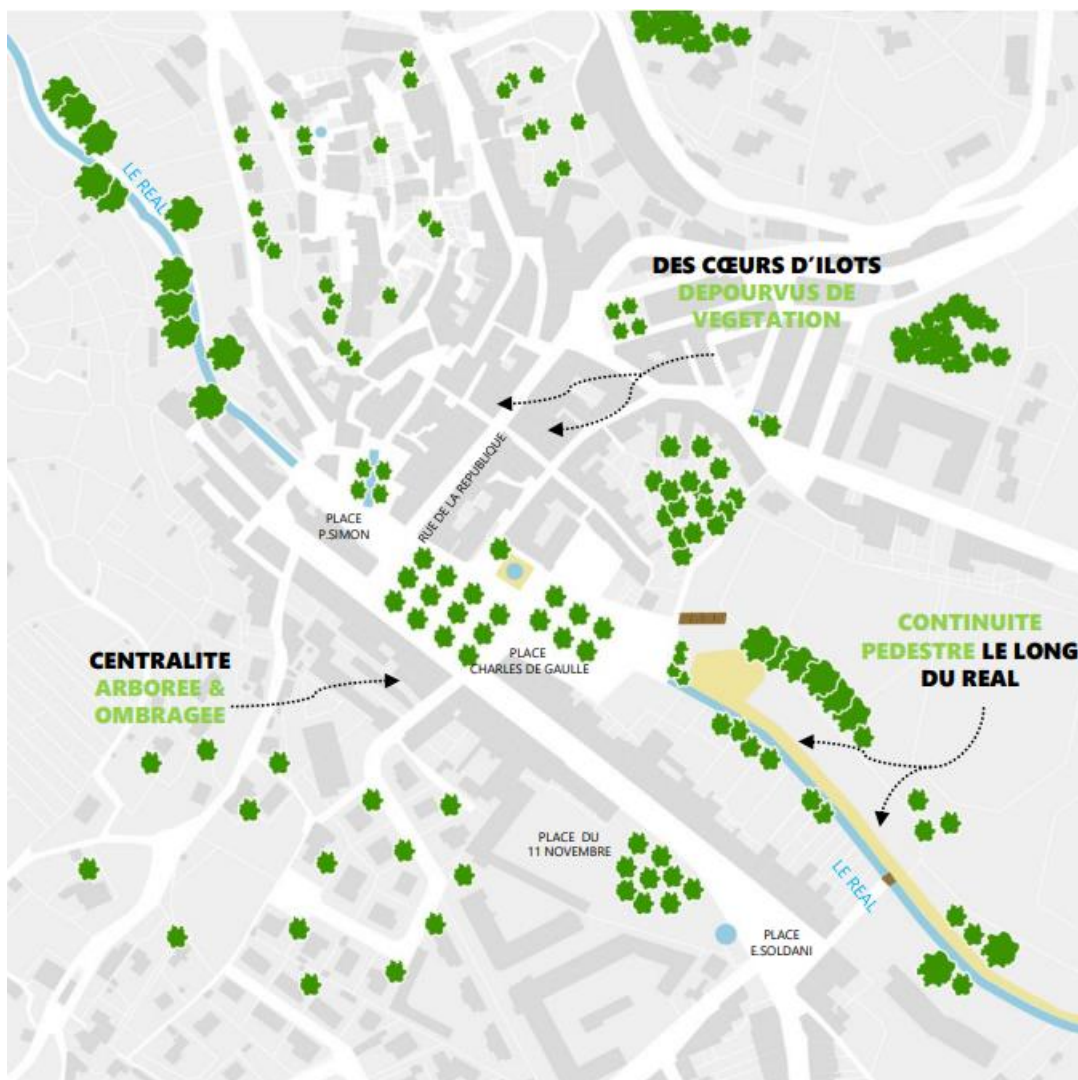 LE REAL
DES CŒURS D'ILOTS
DEPOURVUS DE
VEGETATION
RUE DE LA REPUBLIQUE
PLACE
P.SIMON
CONTINUITE
PEDESTRE LE LONG
DU REAL
PLACE
CHARLES DE GAULLE
CENTRALITE
ARBOREE &
OMBRAGEE
PLACE DU
11 NOVEMBRE
LE REAL
PLACE
E.SOLDANI